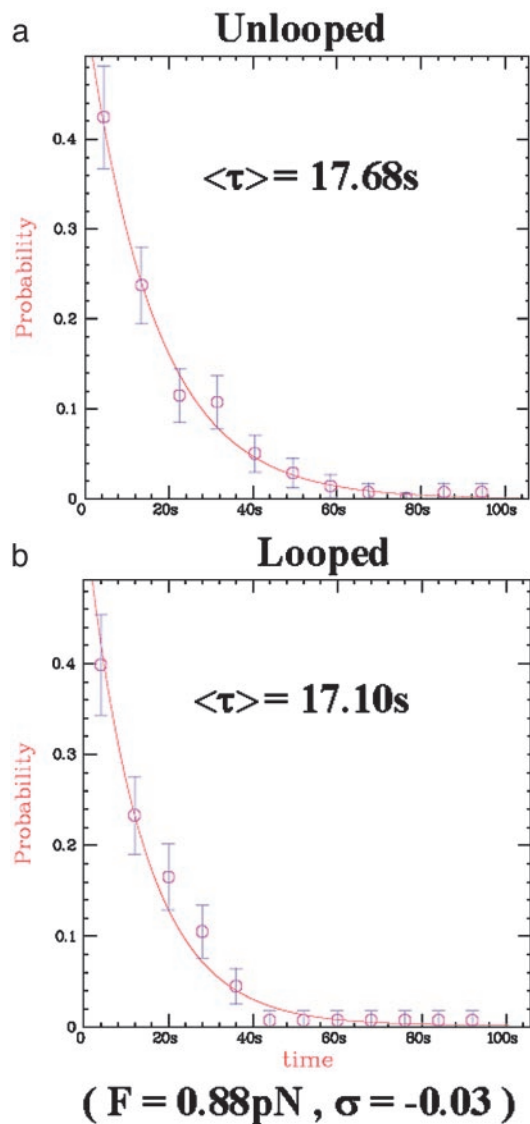 a
Unlooped
<τ> = 17.68s
Probability
0.4
0.3
0.2
0.1
0
20s 40s 60s 80s 100s
b
Looped
<τ> = 17.10s
Probability
0.4
0.3
0.2
0.1
0
0 20s 40s 60s 80s 100s
time
( F = 0.88pN , σ = -0.03 )